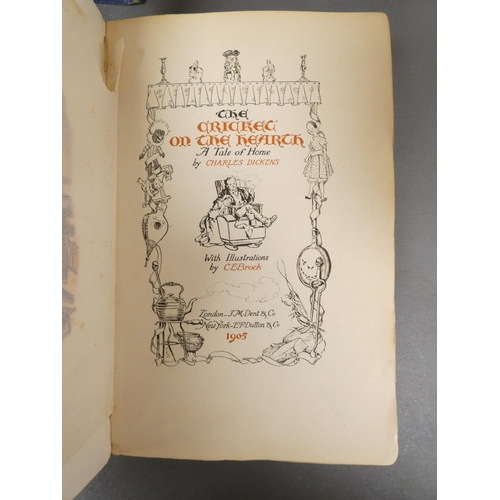 THE
CRICKET
ON THE HEARTH
A Tale of Home
by CHARLES DICKENS
With Illustrations
by C.E.Brock
London-J.M.Dent & Co
New York-E.P.Dutton & Co
1905